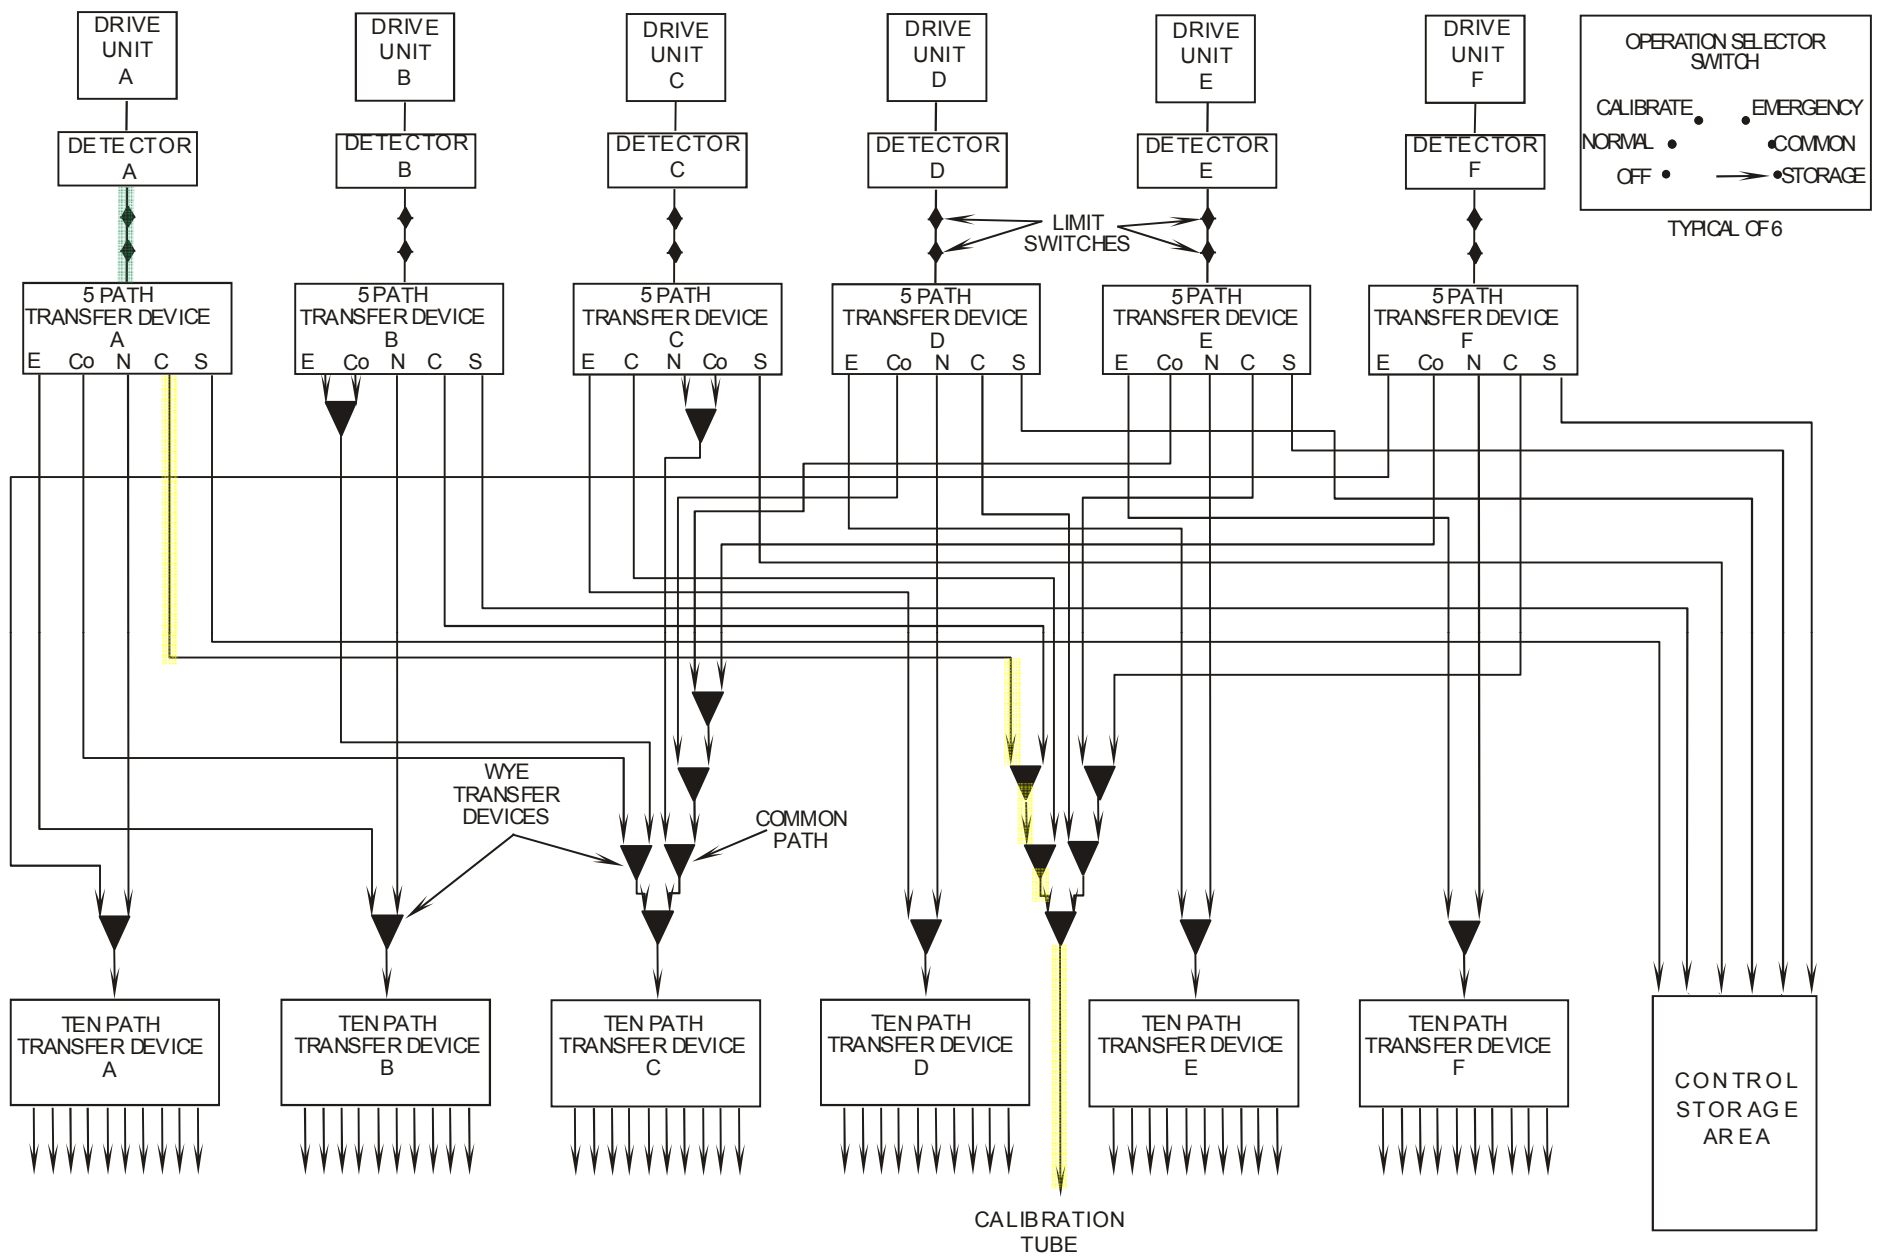 DRIVE
UNIT
A
DRIVE
UNIT
B
DRIVE
UNIT
C
DRIVE
UNIT
D
DRIVE
UNIT
E
DRIVE
UNIT
F
OPERATION SELECTOR
SWITCH
CALIBRATE
EMERGENCY
NORMAL
COMMON
OFF
STORAGE
TYPICAL OF 6
DETECTOR
A
DETECTOR
B
DETECTOR
C
DETECTOR
D
DETECTOR
E
DETECTOR
F
LIMIT
SWITCHES
5 PATH
TRANSFER DEVICE
A
E Co N C S
5 PATH
TRANSFER DEVICE
B
E Co N C S
5 PATH
TRANSFER DEVICE
C
E C N Co S
5 PATH
TRANSFER DEVICE
D
E Co N C S
5 PATH
TRANSFER DEVICE
E
E Co N C S
5 PATH
TRANSFER DEVICE
F
E Co N C S
WYE
TRANSFER
DEVICES
COMMON
PATH
TEN PATH
TRANSFER DEVICE
A
TEN PATH
TRANSFER DEVICE
B
TEN PATH
TRANSFER DEVICE
C
TEN PATH
TRANSFER DEVICE
D
TEN PATH
TRANSFER DEVICE
E
TEN PATH
TRANSFER DEVICE
F
CONTROL
STORAGE
AREA
CALIBRATION
TUBE